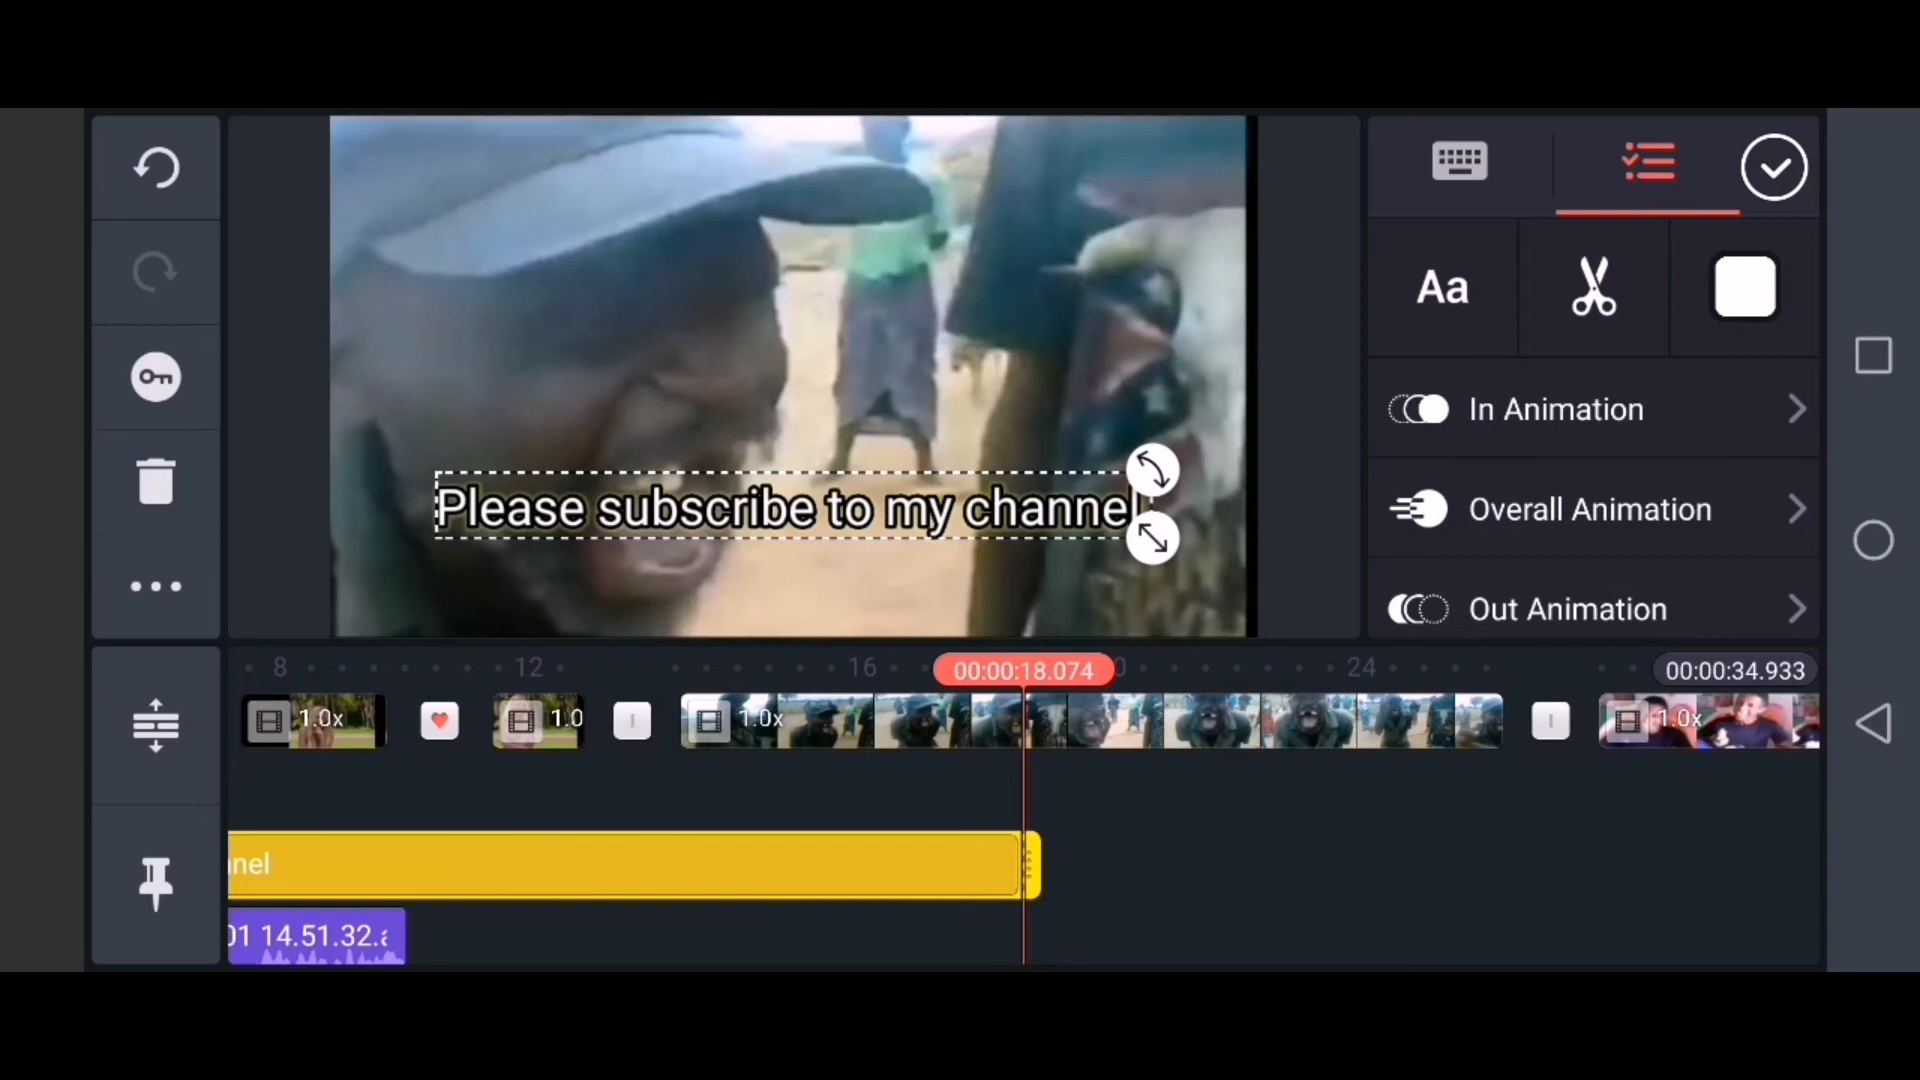 Aa
In Animation
Overall Animation
Out Animation
Please subscribe to my channel
8
12
16
00:00:18.074
24
00:00:34.933
1.0x
1.0
1.0x
1.0x
nel
01 14.51.32.